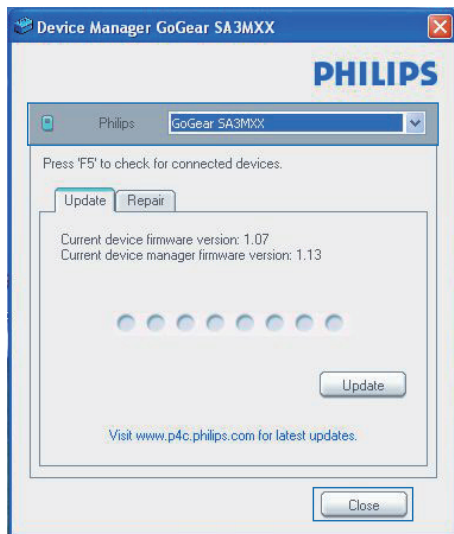 Device Manager GoGear SA3MXX
PHILIPS
Philips GoGear SA3MXX
Press 'F5' to check for connected devices.
Update Repair
Current device firmware version: 1.07
Current device manager firmware version: 1.13
Update
Visit www.p4c.philips.com for latest updates.
Close